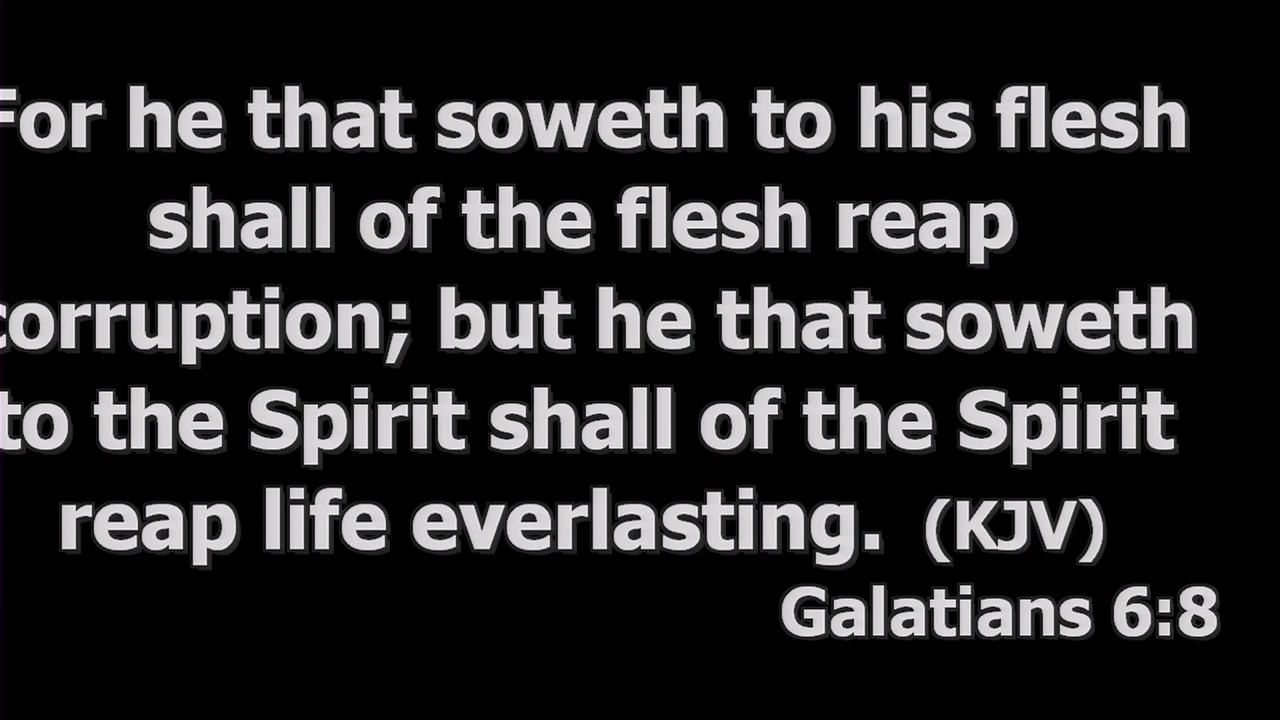 For he that soweth to his flesh
shall of the flesh reap
corruption; but he that soweth
to the Spirit shall of the Spirit
reap life everlasting. (KJV)
Galatians 6:8